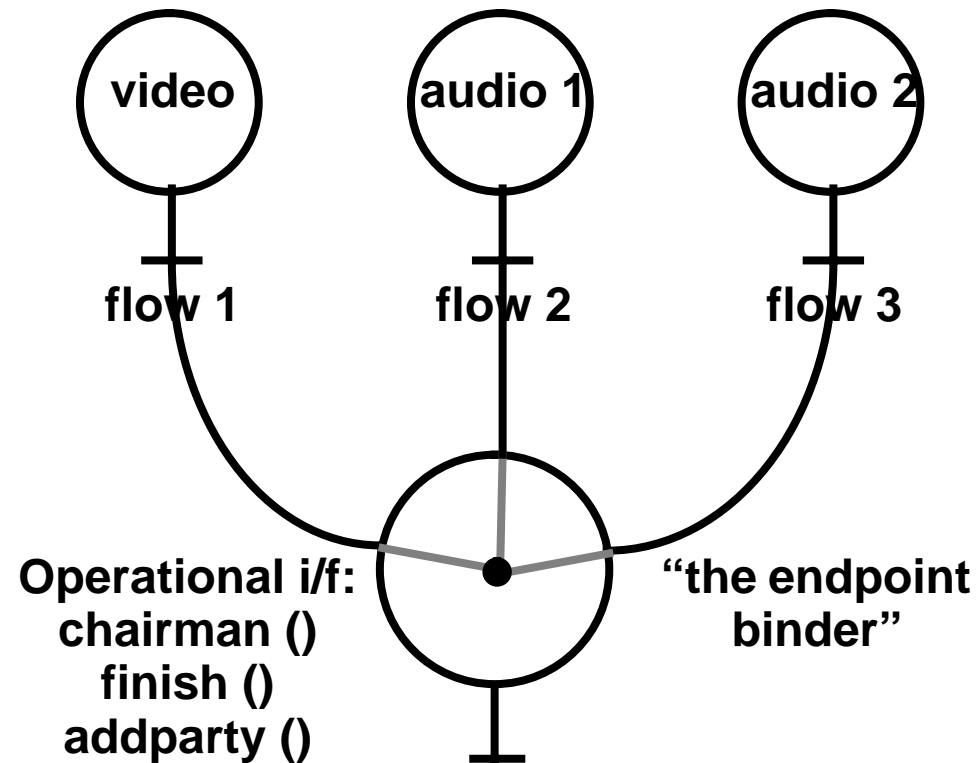 video
audio 1
audio 2
flow 1
flow 2
flow 3
Operational i/f:
chairman ()
finish ()
addparty ()
“the endpoint
binder”